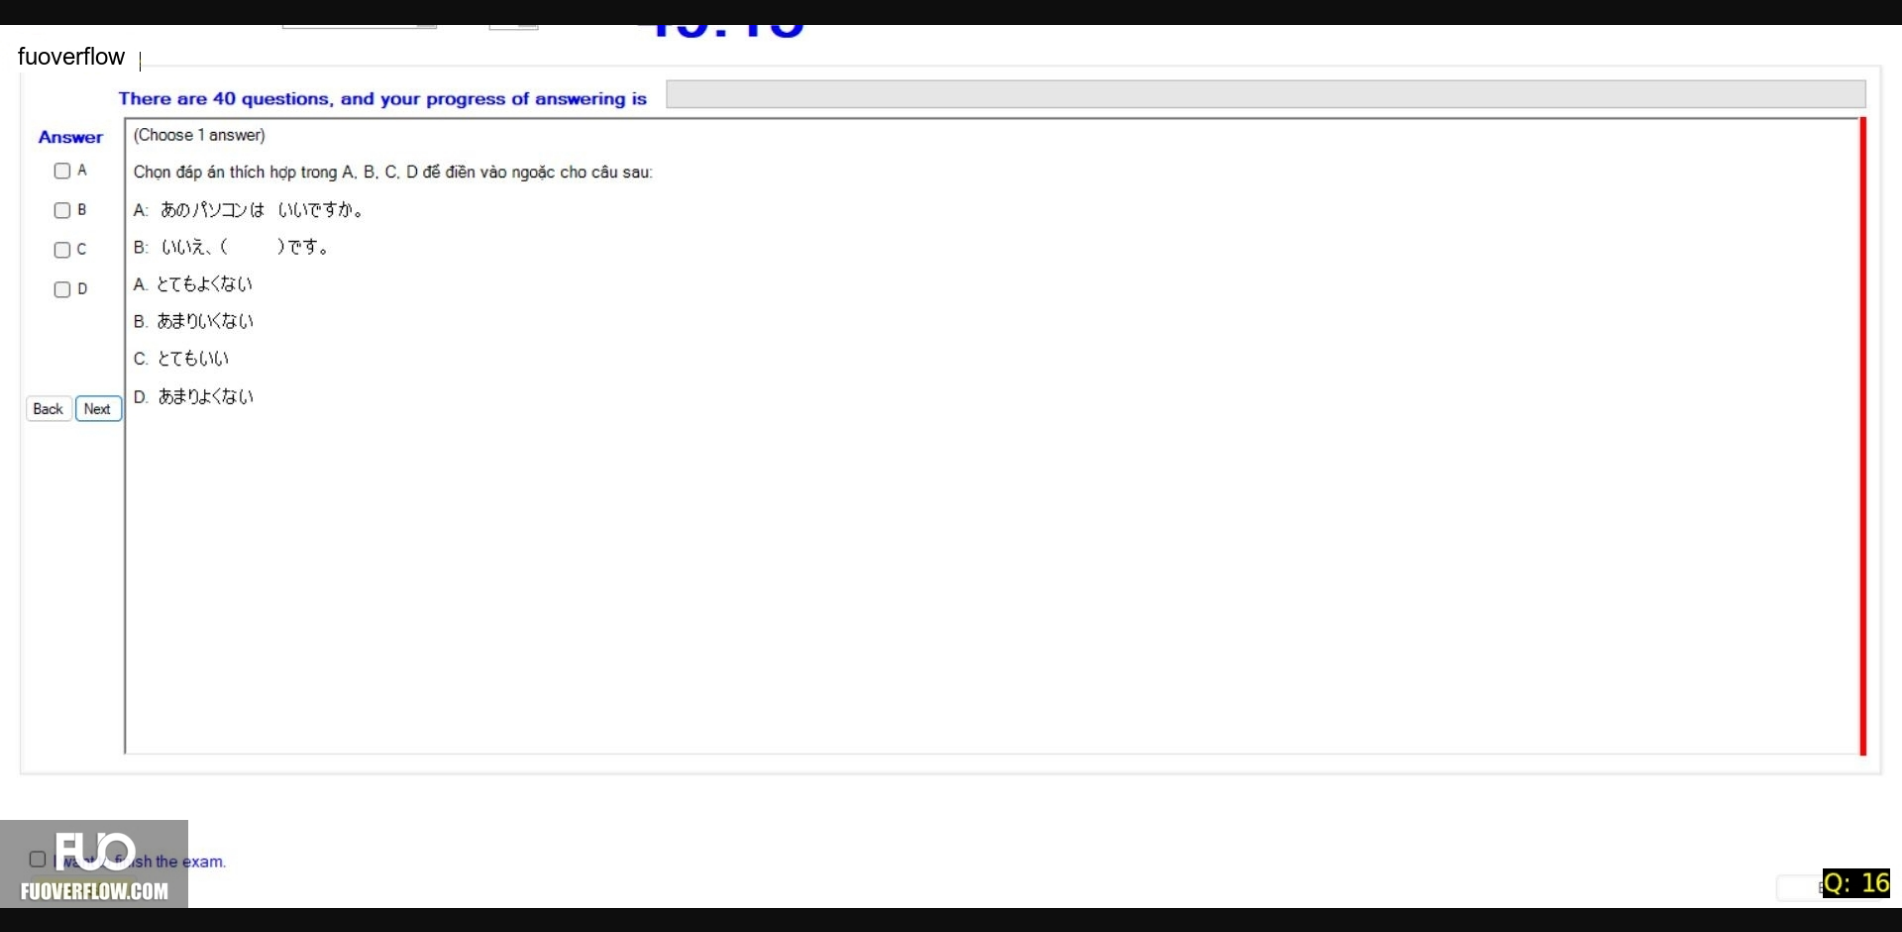 fuoverflow
There are 40 questions, and your progress of answering is
Answer
(Choose 1 answer)
A
Chọn đáp án thích hợp trong A, B, C, D để điền vào ngoặc cho câu sau:
B
A: あのパソコンは いいですか。
C
B: いいえ、( )です。
D
A. とてもよくない
B. あまりいくない
C. とてもいい
D. あまりよくない
Back Next
FUO
the exam.
FUOVERFLOW.COM
Q: 16